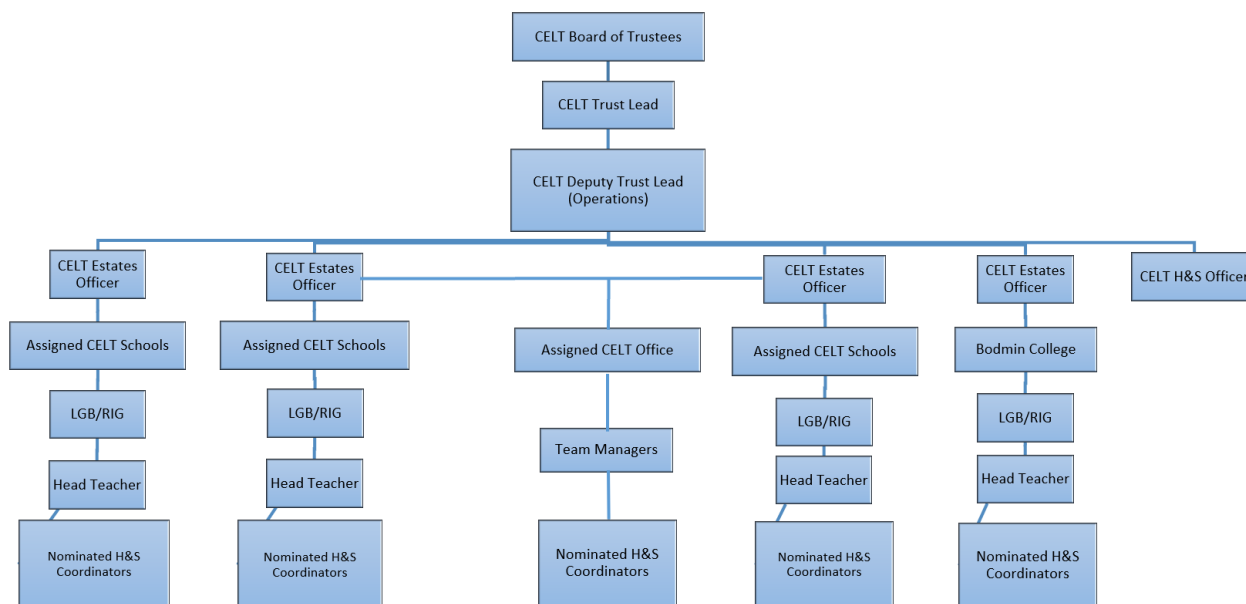 CELT Board of Trustees
CELT Trust Lead
CELT Deputy Trust Lead
(Operations)
CELT Estates
Officer
CELT Estates
Officer
CELT Estates
Officer
CELT Estates
Officer
CELT H&S Officer
Assigned CELT Schools
Assigned CELT Schools
Assigned CELT Office
Assigned CELT Schools
Bodmin College
LGB/RIG
LGB/RIG
LGB/RIG
LGB/RIG
Team Managers
Head Teacher
Head Teacher
Head Teacher
Head Teacher
Nominated H&S
Coordinators
Nominated H&S
Coordinators
Nominated H&S
Coordinators
Nominated H&S
Coordinators
Nominated H&S
Coordinators